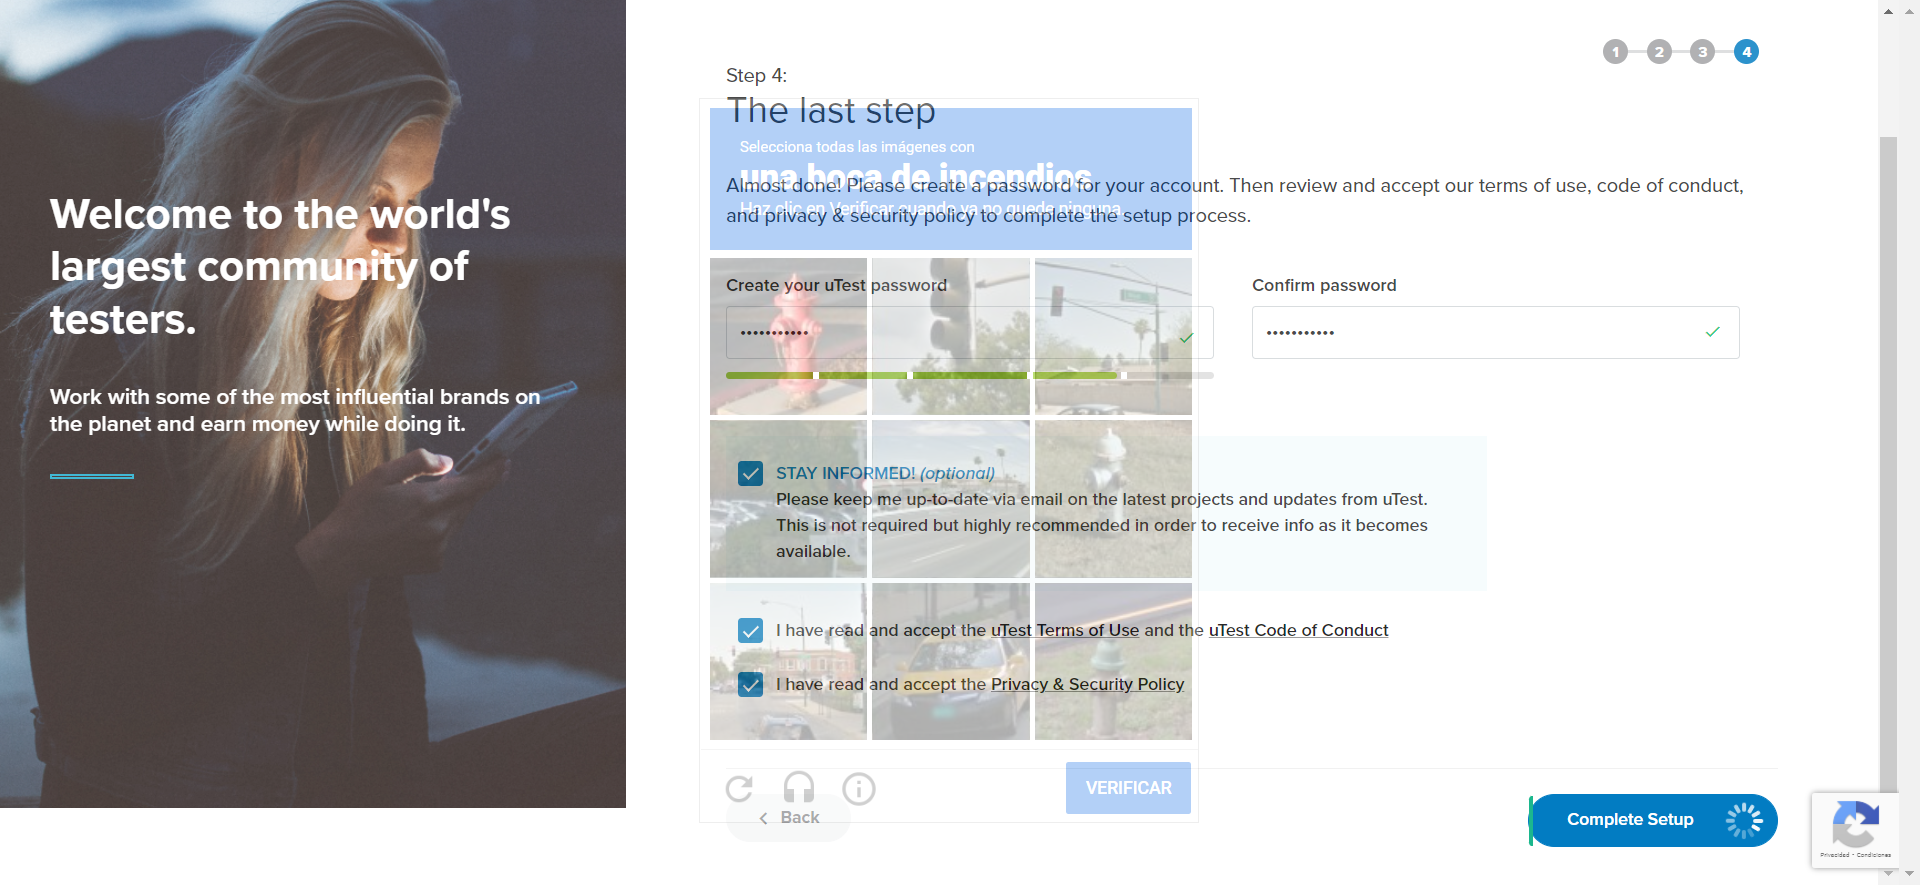 Welcome to the world's
largest community of
testers.
Work with some of the most influential brands on
the planet and earn money while doing it.
1 2 3 4
Step 4:
The last step
Selecciona todas las imágenes con
una boca de incendios
Haz clic en Verificar cuando ya no quede ninguna.
Almost done! Please create a password for your account. Then review and accept our terms of use, code of conduct,
and privacy & security policy to complete the setup process.
Create your uTest password
Confirm password
STAY INFORMED! (optional)
Please keep me up-to-date via email on the latest projects and updates from uTest.
This is not required but highly recommended in order to receive info as it becomes
available.
I have read and accept the uTest Terms of Use and the uTest Code of Conduct
I have read and accept the Privacy & Security Policy
VERIFICAR
Back
Complete Setup
Privacidad - Condiciones